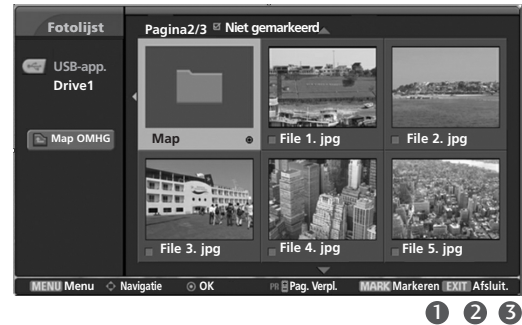 Fotolijst
Pagina2/3 Niet gemarkeerd
USB-app.
Drive1
Map OMHG
Map
File 1. jpg
File 2. jpg
File 3. jpg
File 4. jpg
File 5. jpg
MENU Menu Navigatie OK PR Pag. Verpl. MARK Markeren EXIT Afsluit.
1 2 3